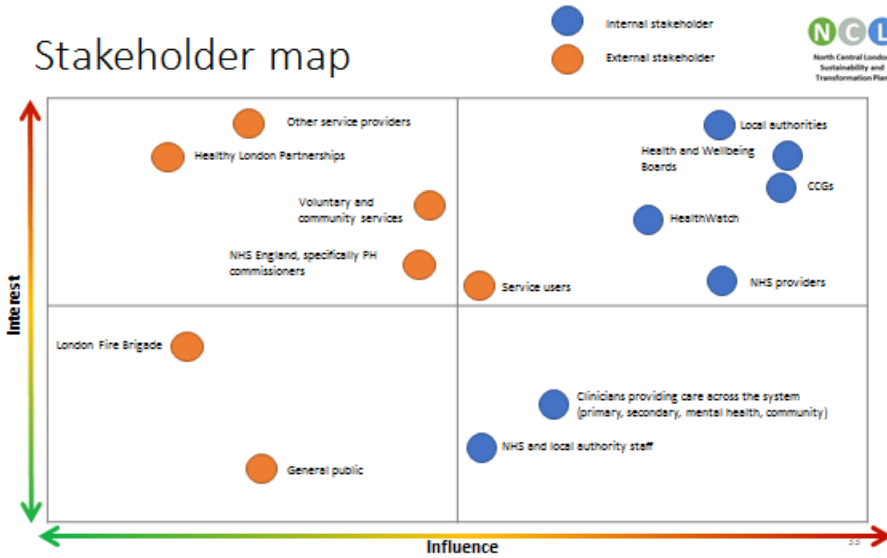 Stakeholder map
Internal stakeholder
External stakeholder
NCL
North Central London
Sustainability and
Transformation Plan
Other service providers
Healthy London Partnerships
Voluntary and
community services
NHS England, specifically PH
commissioners
Service users
Local authorities
Health and Wellbeing
Boards
CCGs
HealthWatch
NHS providers
London Fire Brigade
General public
Clinicians providing care across the system
(primary, secondary, mental health, community)
NHS and local authority staff
Interest
Influence